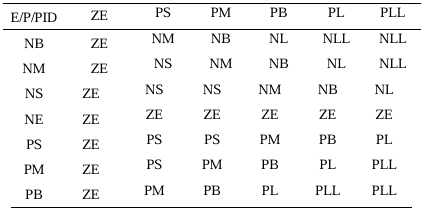 E/P/PID ZE PS PM PB PL PLL
NB ZE NM NB NL NLL NLL
NM ZE NS NM NB NL NLL
NS ZE NS NS NM NB NL
NE ZE ZE ZE ZE ZE ZE
PS ZE PS PS PM PB PL
PM ZE PS PM PB PL PLL
PB ZE PM PB PL PLL PLL